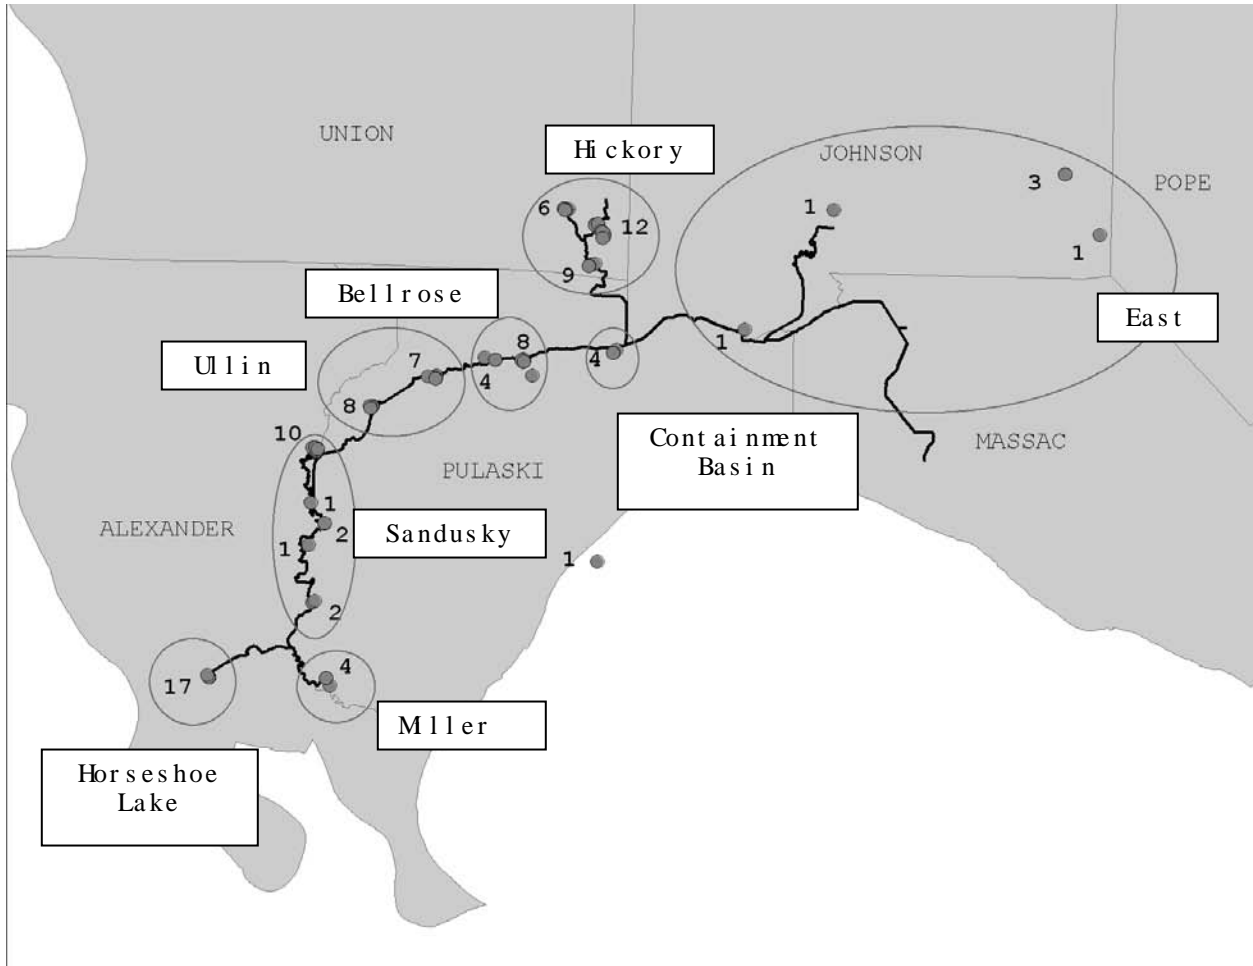 UNION
Hickory
JOHNSON
3
POPE
6
12
1
1
9
Bellrose
East
Ullin
7
4
8
4
1
8
10
Containment
Basin
MASSAC
PULASKI
1
ALEXANDER
2
Sandusky
1
1
2
17
4
Miller
Horseshoe
Lake